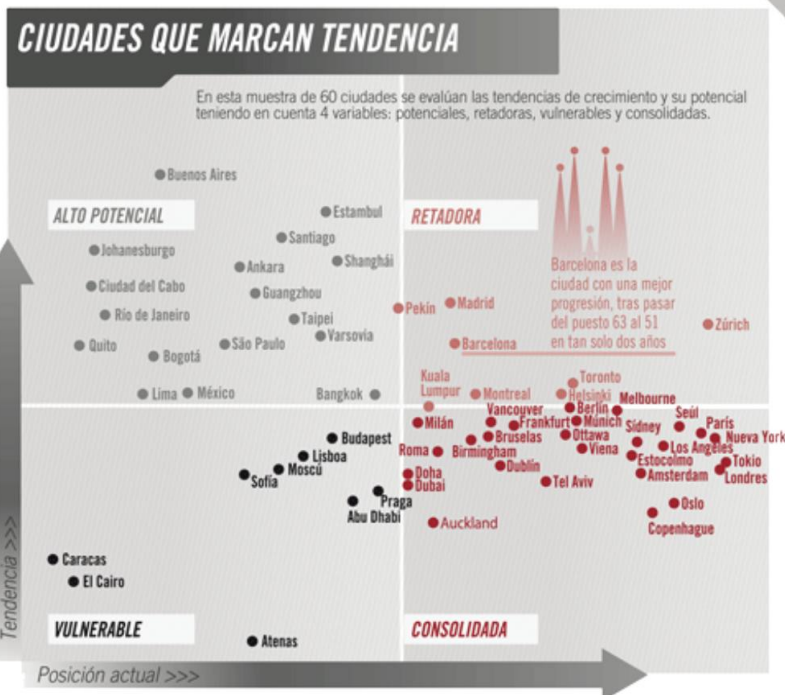 CIUDADES QUE MARCAN TENDENCIA
En esta muestra de 60 ciudades se evalúan las tendencias de crecimiento y su potencial
teniendo en cuenta 4 variables: potenciales, retadoras, vulnerables y consolidadas.
Buenos Aires
ALTO POTENCIAL
Estambul
Santiago
Johanesburgo
Shanghái
Ankara
Ciudad del Cabo
Guangzhou
Río de Janeiro
Taipei
Varsovia
Quito
São Paulo
Bogotá
Lima
México
Bangkok
RETADORA
Barcelona es la
ciudad con una mejor
progresión, tras pasar
del puesto 63 al 51
en tan solo dos años
Pekín
Madrid
Zúrich
Barcelona
Kuala
Lumpur
Toronto
Montreal
Helsinki
Budapest
Lisboa
Moscú
Sofía
Praga
Abu Dhabi
Caracas
El Cairo
VULNERABLE
Atenas
Melbourne
Berlín
Vancouver
Seúl
Milán
Frankfurt
Múnich
Sídney
París
Bruselas
Ottawa
Nueva York
Roma
Birmingham
Viena
Los Angeles
Estocolmo
Tokio
Dublín
Doha
Amsterdam
Londres
Dubai
Tel Aviv
Oslo
Auckland
Copenhague
CONSOLIDADA
Tendencia >>>
Posición actual >>>